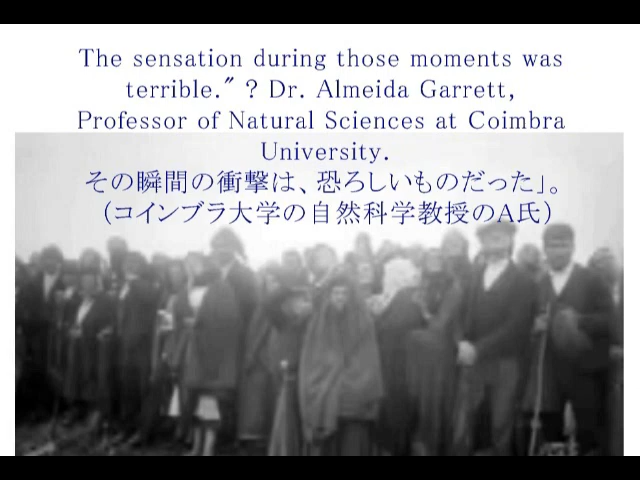 The sensation during those moments was
terrible.″ ? Dr. Almeida Garrett,
Professor of Natural Sciences at Coimbra
University.
その瞬間の衝撃は、恐ろしいものだった」。
（コインブラ大学の自然科学教授のA氏）